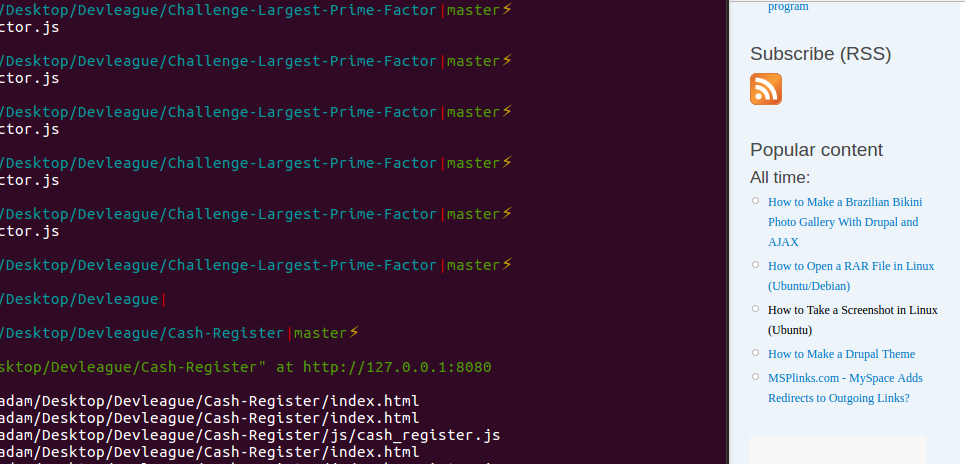 /Desktop/Devleague/Challenge-Largest-Prime-Factor|master⚡
ctor.js
/Desktop/Devleague/Challenge-Largest-Prime-Factor|master⚡
ctor.js
/Desktop/Devleague/Challenge-Largest-Prime-Factor|master⚡
ctor.js
/Desktop/Devleague/Challenge-Largest-Prime-Factor|master⚡
ctor.js
/Desktop/Devleague/Challenge-Largest-Prime-Factor|master⚡
ctor.js
/Desktop/Devleague/Challenge-Largest-Prime-Factor|master⚡
/Desktop/Devleague|
/Desktop/Devleague/Cash-Register|master⚡
sktop/Devleague/Cash-Register" at http://127.0.0.1:8080
adam/Desktop/Devleague/Cash-Register/index.html
adam/Desktop/Devleague/Cash-Register/index.html
adam/Desktop/Devleague/Cash-Register/js/cash_register.js
adam/Desktop/Devleague/Cash-Register/index.html
program
Subscribe (RSS)
Popular content
All time:
How to Make a Brazilian Bikini
Photo Gallery With Drupal and
AJAX
How to Open a RAR File in Linux
(Ubuntu/Debian)
How to Take a Screenshot in Linux
(Ubuntu)
How to Make a Drupal Theme
MSPlinks.com - MySpace Adds
Redirects to Outgoing Links?